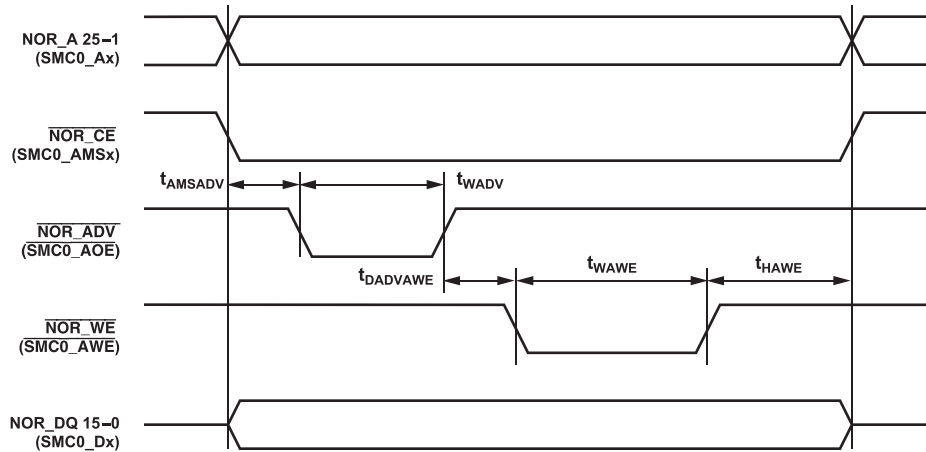 NOR_A 25–1
(SMC0_Ax)
NOR_CE
(SMC0_AMSx)
tAMSADV
tWADV
NOR_ADV
(SMC0_AOE)
tDADVAWE
tWAWE
tHAWE
NOR_WE
(SMC0_AWE)
NOR_DQ 15–0
(SMC0_Dx)